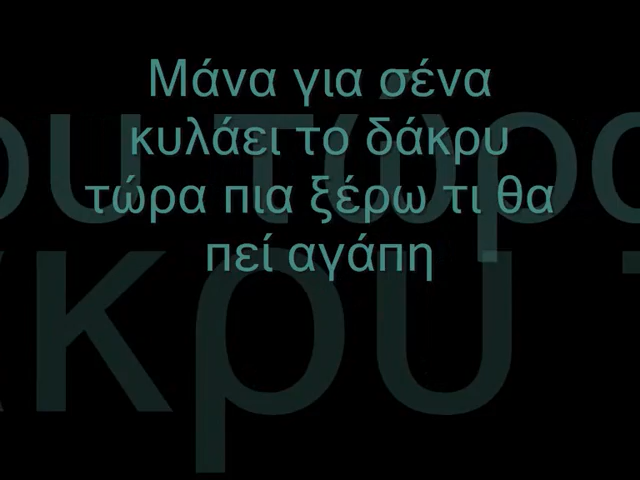 Μάνα για σένα
κυλάει το δάκρυ
τώρα πια ξέρω τι θα
πεί αγάπη